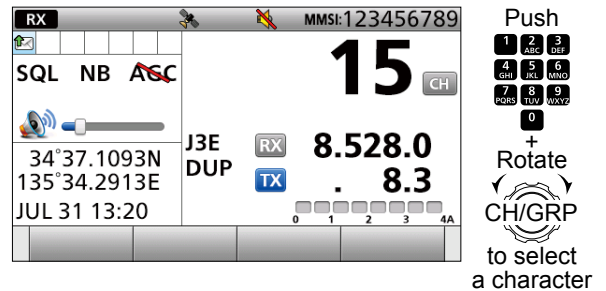 RX MMSI:123456789
SQL NB AGC
15 CH
J3E RX 8.528.0
DUP TX . 8.3
34°37.1093N
135°34.2913E
JUL 31 13:20
0 1 2 3 4A
Push
1 2 ABC 3 DEF
4 GHI 5 JKL 6 MNO
7 PQRS 8 TUV 9 WXYZ
0
+
Rotate
CH/GRP
to select
a character